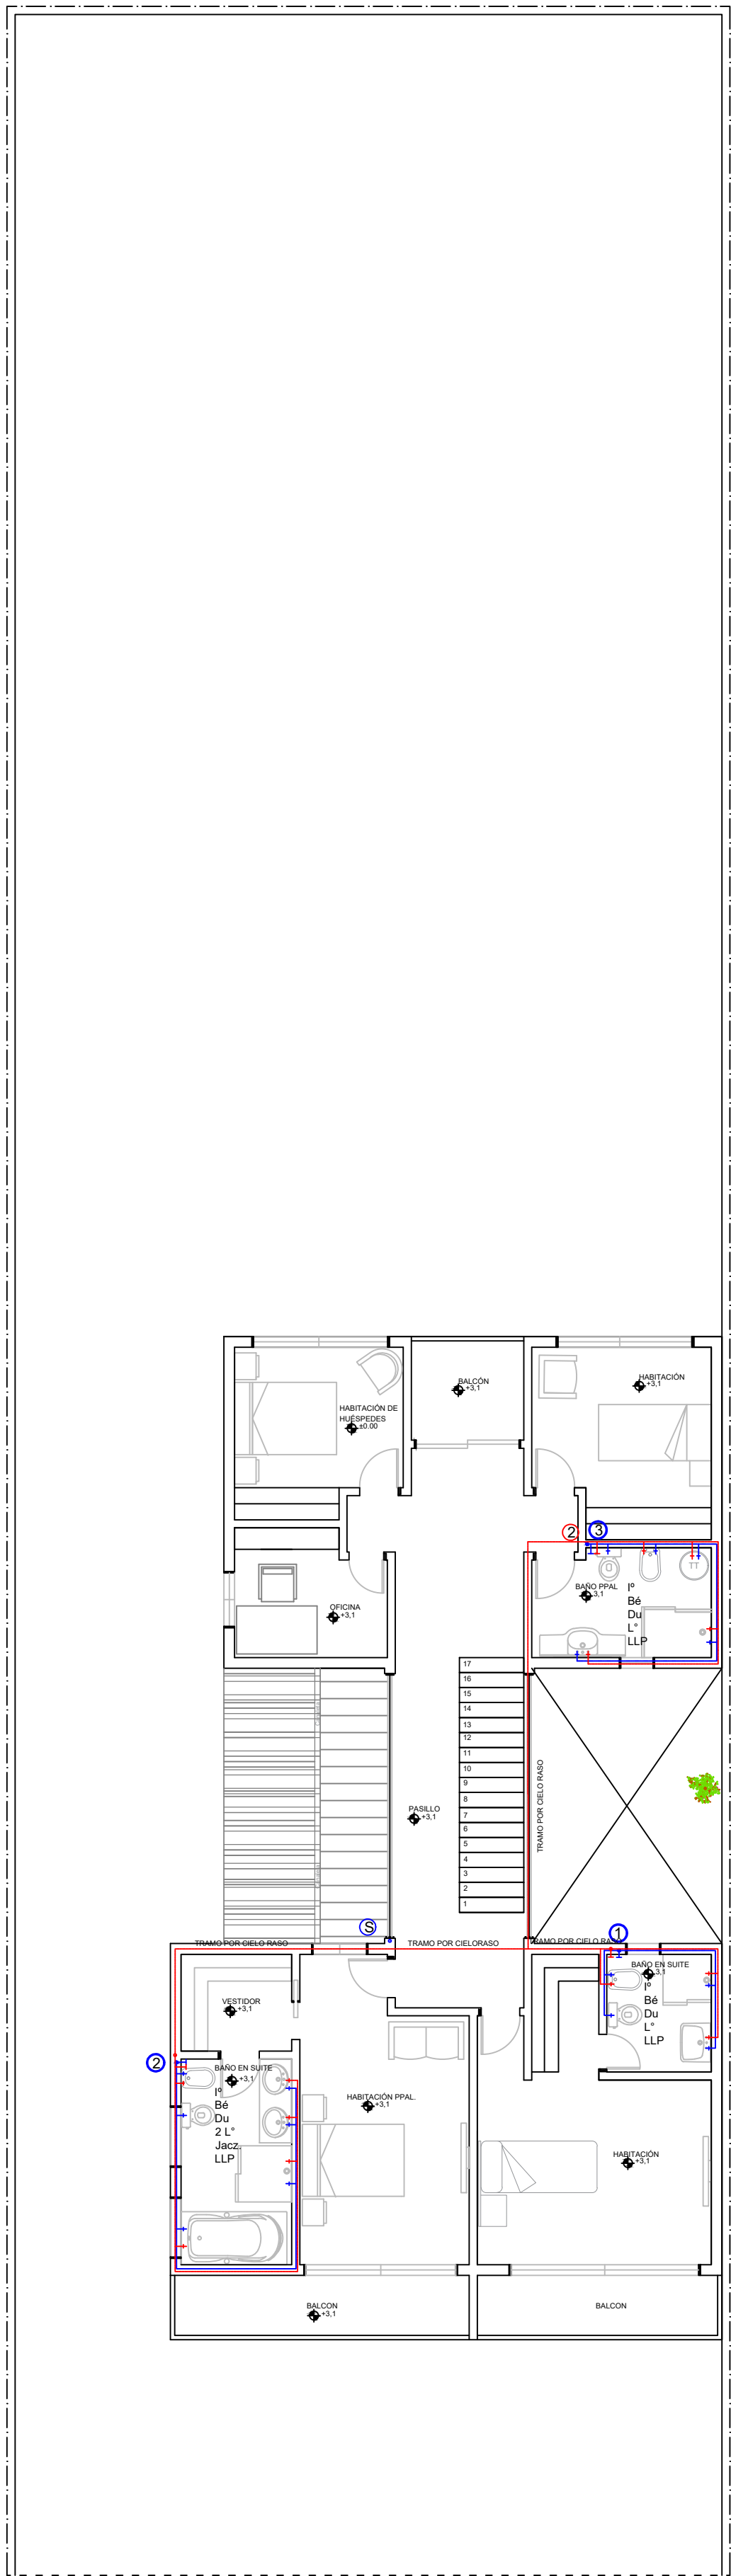 BALCÓN
+3,1
HABITACIÓN
+3,1
HABITACIÓN DE
HUÉSPEDES
±0.00
2
3
BAÑO PPAL
+3,1
TT
I°
Bé
Du
L°
LLP
OFICINA
+3,1
17
16
15
14
13
12
11
10
9
8
7
6
5
4
3
2
1
TRAMO POR CIELO RASO
PASILLO
+3,1
S
1
TRAMO POR CIELO RASO
TRAMO POR CIELORASO
TRAMO POR CIELO RASO
BAÑO EN SUITE
+3,1
I°
Bé
Du
L°
LLP
VESTIDOR
+3,1
2
BAÑO EN SUITE
+3,1
I°
Bé
Du
2 L°
Jacz.
LLP
HABITACIÓN PPAL.
+3,1
HABITACIÓN
+3,1
BALCON
+3,1
BALCON